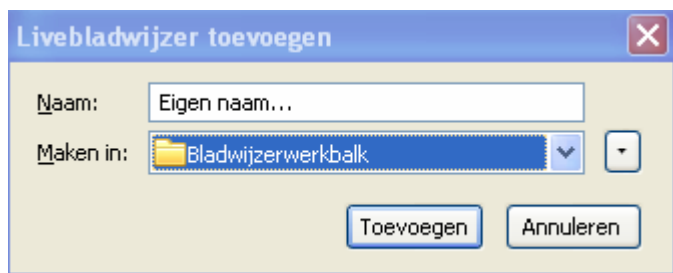 Livebladwijzer toevoegen
Naam: Eigen naam...
Maken in: Bladwijzerwerkbalk
Toevoegen Annuleren